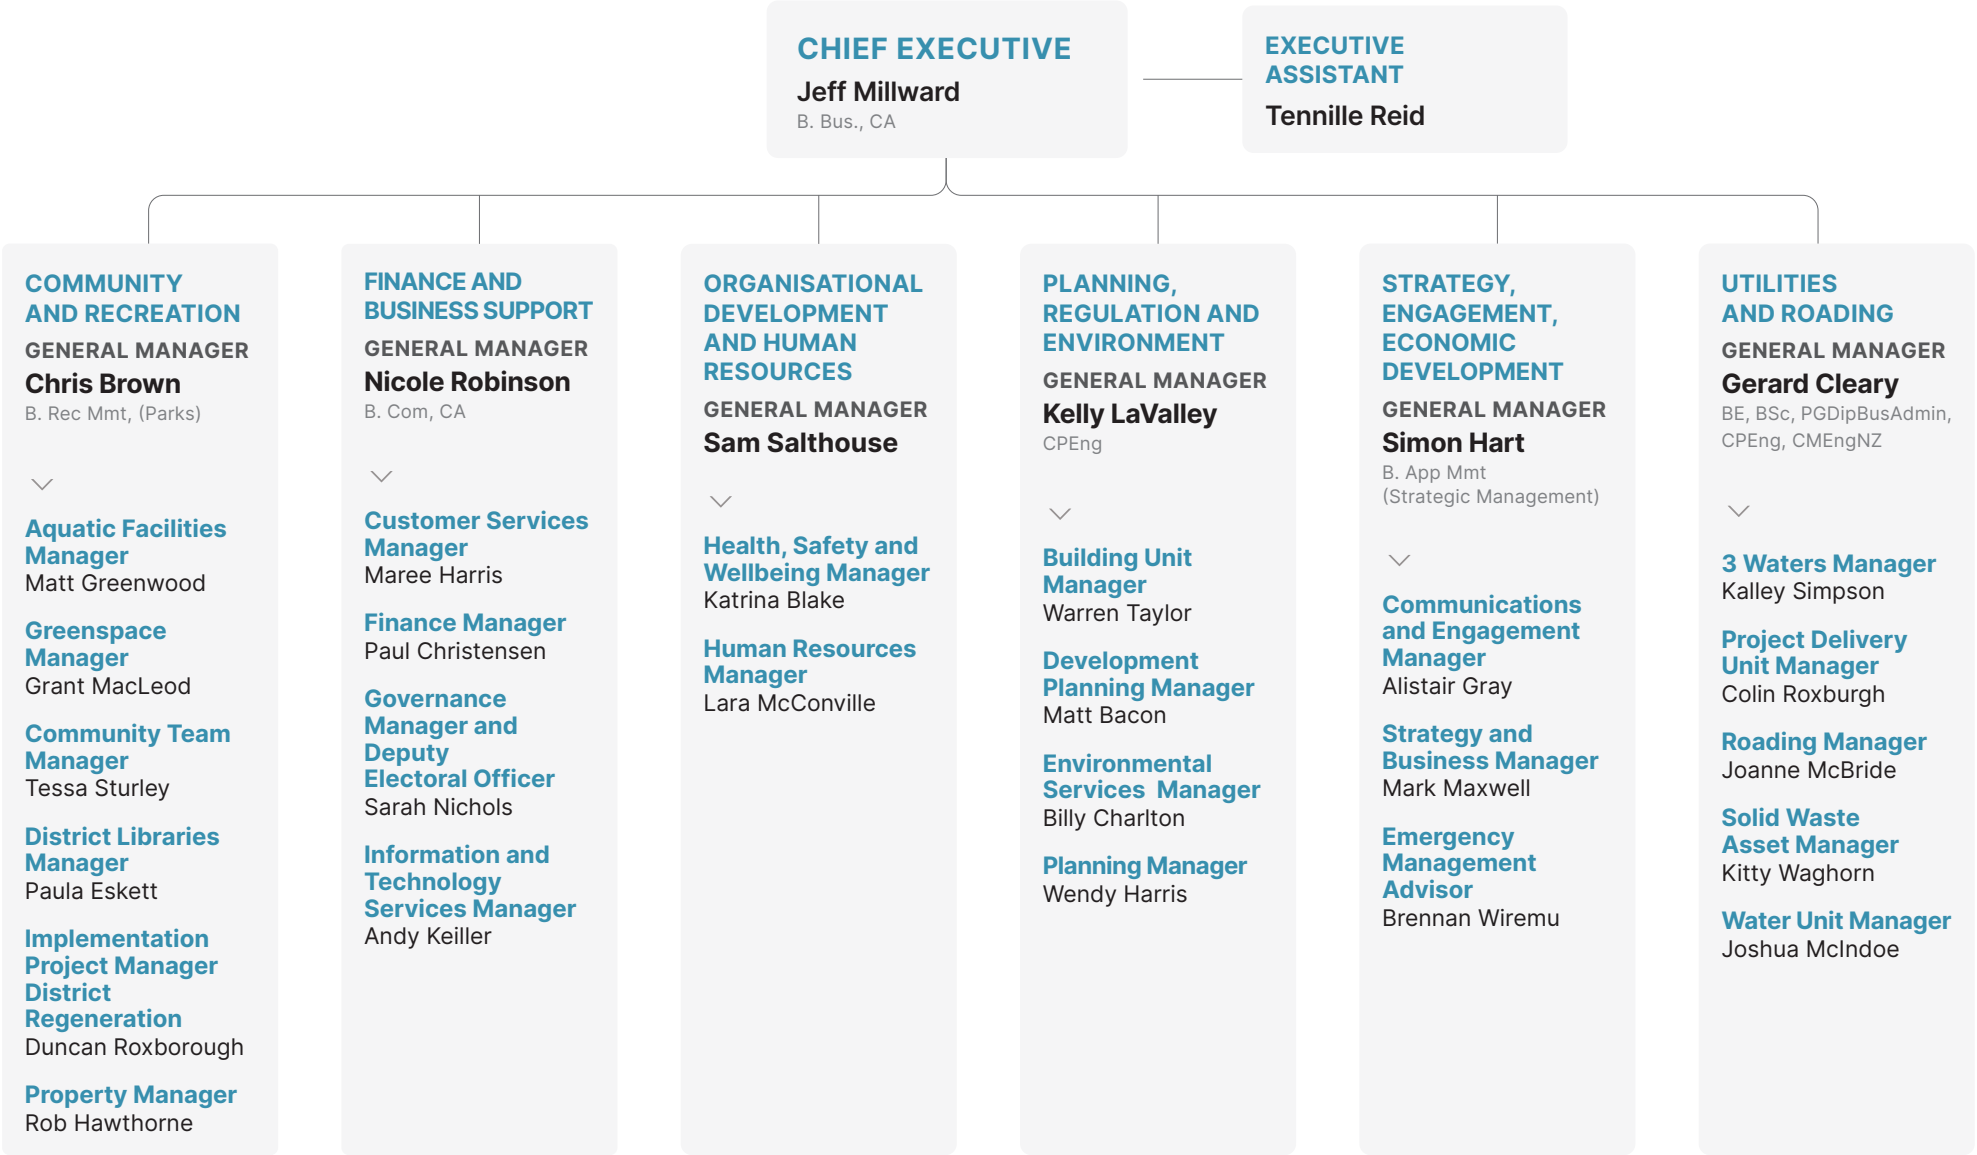 CHIEF EXECUTIVE
Jeff Millward
B. Bus., CA
EXECUTIVE
ASSISTANT
Tennille Reid
COMMUNITY
AND RECREATION
GENERAL MANAGER
Chris Brown
B. Rec Mmt, (Parks)
Aquatic Facilities
Manager
Matt Greenwood
Greenspace
Manager
Grant MacLeod
Community Team
Manager
Tessa Sturley
District Libraries
Manager
Paula Eskett
Implementation
Project Manager
District
Regeneration
Duncan Roxborough
Property Manager
Rob Hawthorne
FINANCE AND
BUSINESS SUPPORT
GENERAL MANAGER
Nicole Robinson
B. Com, CA
Customer Services
Manager
Maree Harris
Finance Manager
Paul Christensen
Governance
Manager and
Deputy
Electoral Officer
Sarah Nichols
Information and
Technology
Services Manager
Andy Keiller
ORGANISATIONAL
DEVELOPMENT
AND HUMAN
RESOURCES
GENERAL MANAGER
Sam Salthouse
Health, Safety and
Wellbeing Manager
Katrina Blake
Human Resources
Manager
Lara McConville
PLANNING,
REGULATION AND
ENVIRONMENT
GENERAL MANAGER
Kelly LaValley
CPEng
Building Unit
Manager
Warren Taylor
Development
Planning Manager
Matt Bacon
Environmental
Services  Manager
Billy Charlton
Planning Manager
Wendy Harris
STRATEGY,
ENGAGEMENT,
ECONOMIC
DEVELOPMENT
GENERAL MANAGER
Simon Hart
B. App Mmt
(Strategic Management)
Communications
and Engagement
Manager
Alistair Gray
Strategy and
Business Manager
Mark Maxwell
Emergency
Management
Advisor
Brennan Wiremu
UTILITIES
AND ROADING
GENERAL MANAGER
Gerard Cleary
BE, BSc, PGDipBusAdmin,
CPEng, CMEngNZ
3 Waters Manager
Kalley Simpson
Project Delivery
Unit Manager
Colin Roxburgh
Roading Manager
Joanne McBride
Solid Waste
Asset Manager
Kitty Waghorn
Water Unit Manager
Joshua McIndoe